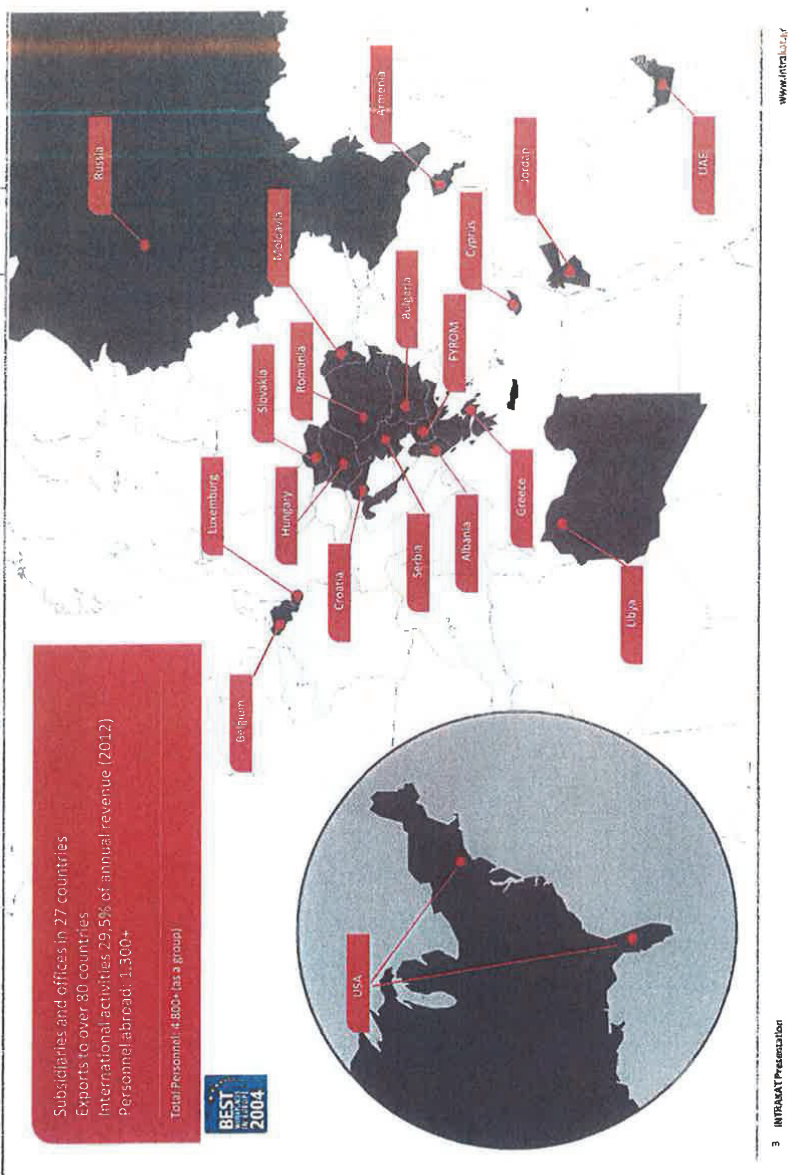 Subsidiaries and offices in 27 countries
Exports to over 80 countries
International activities 29,5% of annual revenue (2012)
Personnel abroad: 1.300+
Total Personnel: 4.800+ (as a group)
BEST
IN EUROPE
2004
Russia
Armenia
Moldavia
Slovakia
Romania
Bulgaria
Cyprus
Jordan
UAE
FYROM
Luxemburg
Hungary
Croatia
Serbia
Albania
Greece
Libya
Belgium
USA
3 INTRAKAT Presentation
www.intrakat.gr